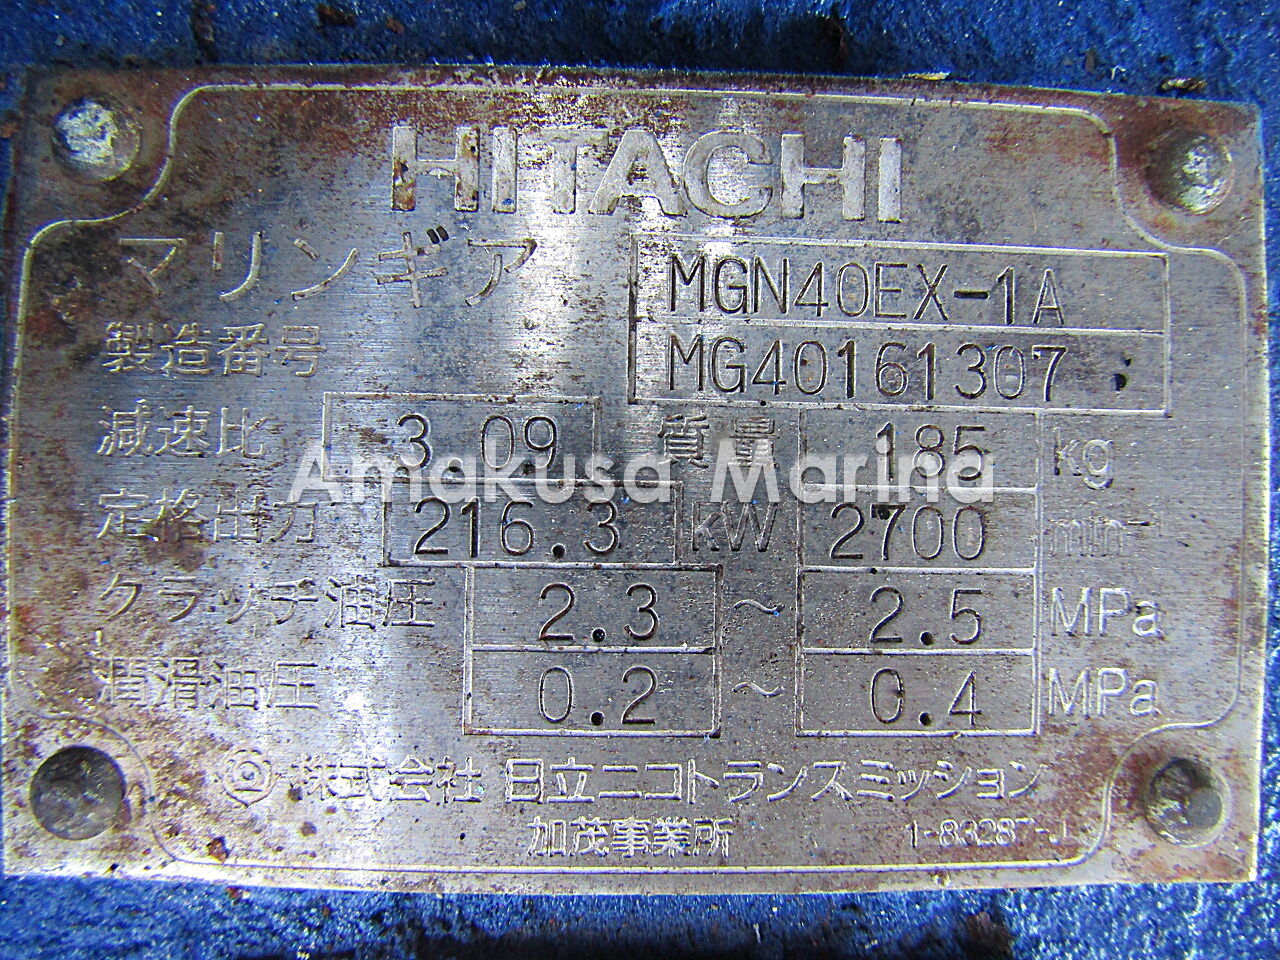 HITACHI
マリンギア MGN40EX-1A
製造番号 MG40161307
減速比 3.09 質量 185 kg
Amakusa Marina
定格出力 216.3 kW 2700 min-
クラッチ油圧 2.3 ~ 2.5 MPa
潤滑油圧 0.2 ~ 0.4 MPa
株式会社 日立ニコトランスミッション
加茂事業所